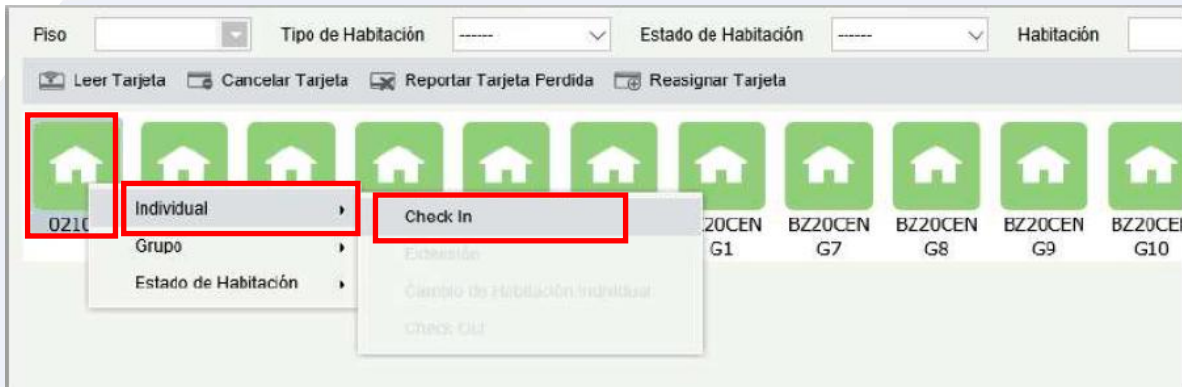 Piso Tipo de Habitación ------ Estado de Habitación ------ Habitación
Leer Tarjeta Cancelar Tarjeta Reportar Tarjeta Perdida Reasignar Tarjeta
0210 20CEN BZ20CEN BZ20CEN BZ20CEN BZ20CEN
G1 G7 G8 G9 G10
Individual
Grupo
Estado de Habitación
Check In
Extensión
Cambio de Habitación Individual
Check Out